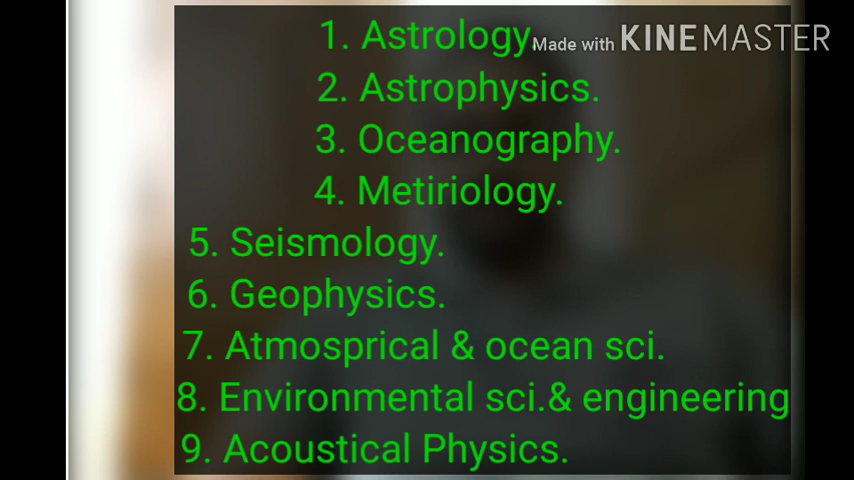 1. Astrology.
Made with KINEMASTER
2. Astrophysics.
3. Oceanography.
4. Metiriology.
5. Seismology.
6. Geophysics.
7. Atmosprical & ocean sci.
8. Environmental sci.& engineering
9. Acoustical Physics.